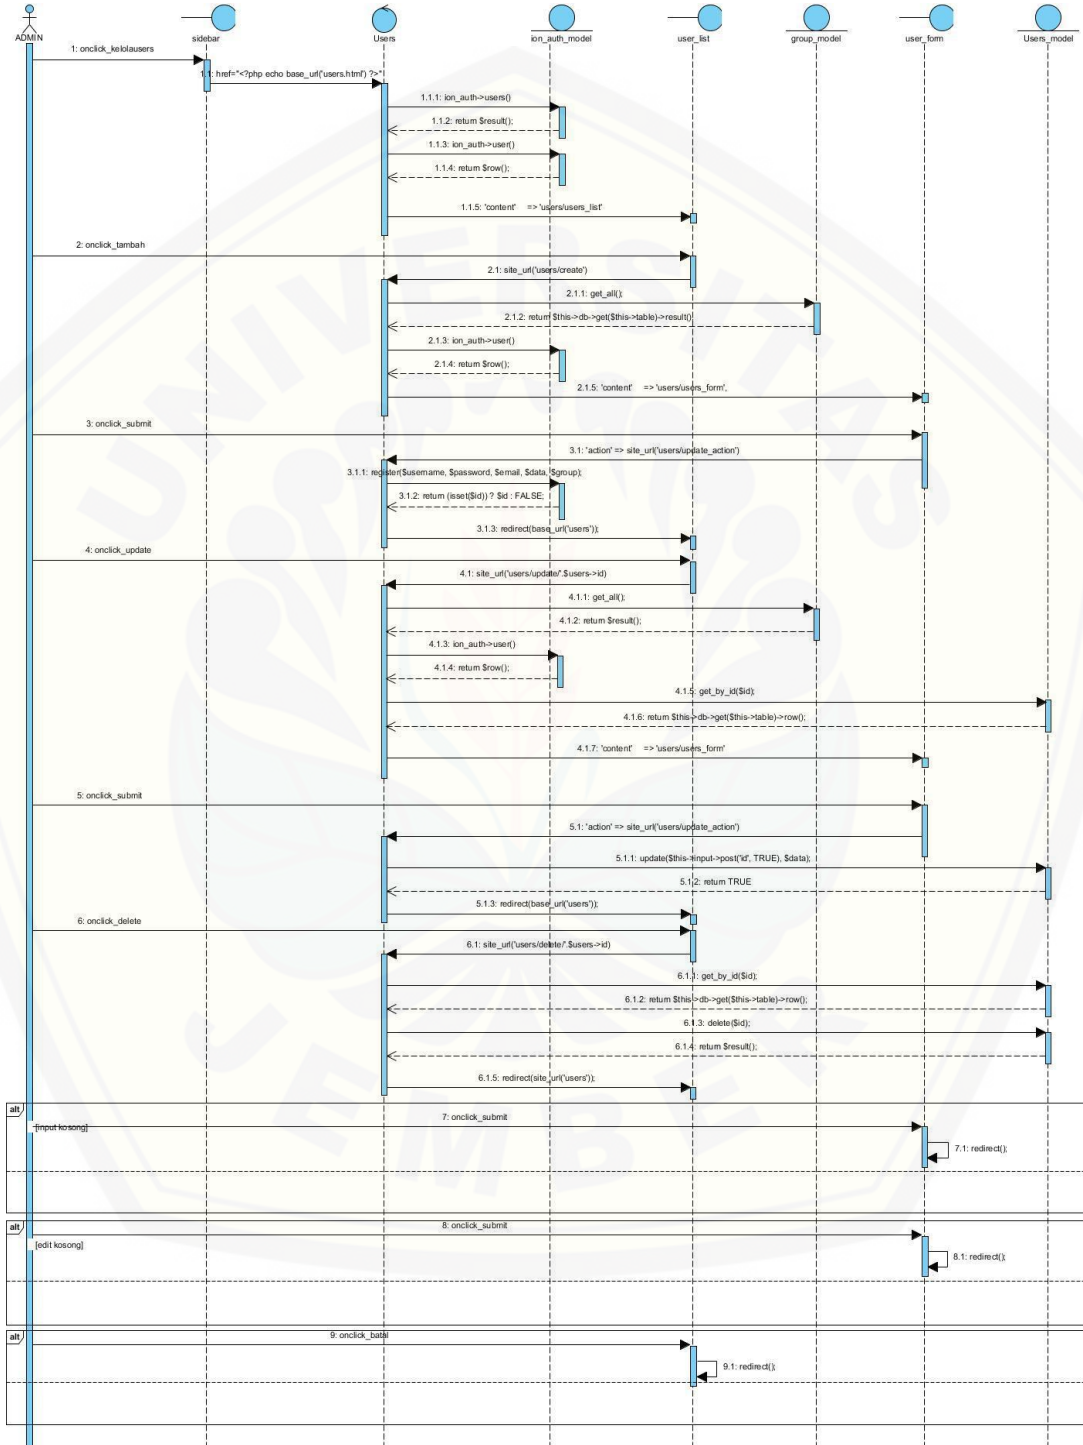 ADMIN
sidebar
Users
ion_auth_model
user_list
group_model
user_form
Users_model
1: onclick_kelolausers
1.1: href="<?php echo base_url('users.html') ?>"
1.1.1: ion_auth->users()
1.1.2: return $result();
1.1.3: ion_auth->user()
1.1.4: return $row();
1.1.5: 'content' => 'users/users_list'
2: onclick_tambah
2.1: site_url('users/create')
2.1.1: get_all();
2.1.2: return $this->db->get($this->table)->result()
2.1.3: ion_auth->user()
2.1.4: return $row();
2.1.5: 'content' => 'users/users_form',
3: onclick_submit
3.1: 'action' => site_url('users/update_action')
3.1.1: register($username, $password, $email, $data, $group);
3.1.2: return (isset($id)) ? $id : FALSE;
3.1.3: redirect(base_url('users'));
4: onclick_update
4.1: site_url('users/update/'.$users->id)
4.1.1: get_all();
4.1.2: return $result();
4.1.3: ion_auth->user()
4.1.4: return $row();
4.1.5: get_by_id($id);
4.1.6: return $this->db->get($this->table)->row();
4.1.7: 'content' => 'users/users_form'
5: onclick_submit
5.1: 'action' => site_url('users/update_action')
5.1.1: update($this->input->post('id', TRUE), $data);
5.1.2: return TRUE
5.1.3: redirect(base_url('users'));
6: onclick_delete
6.1: site_url('users/delete/'.$users->id)
6.1.1: get_by_id($id);
6.1.2: return $this->db->get($this->table)->row();
6.1.3: delete($id);
6.1.4: return $result();
6.1.5: redirect(site_url('users'));
alt
7: onclick_submit
[input kosong]
7.1: redirect();
alt
8: onclick_submit
[edit kosong]
8.1: redirect();
alt
9: onclick_batal
9.1: redirect();
UNIVERSITAS
JEMBER